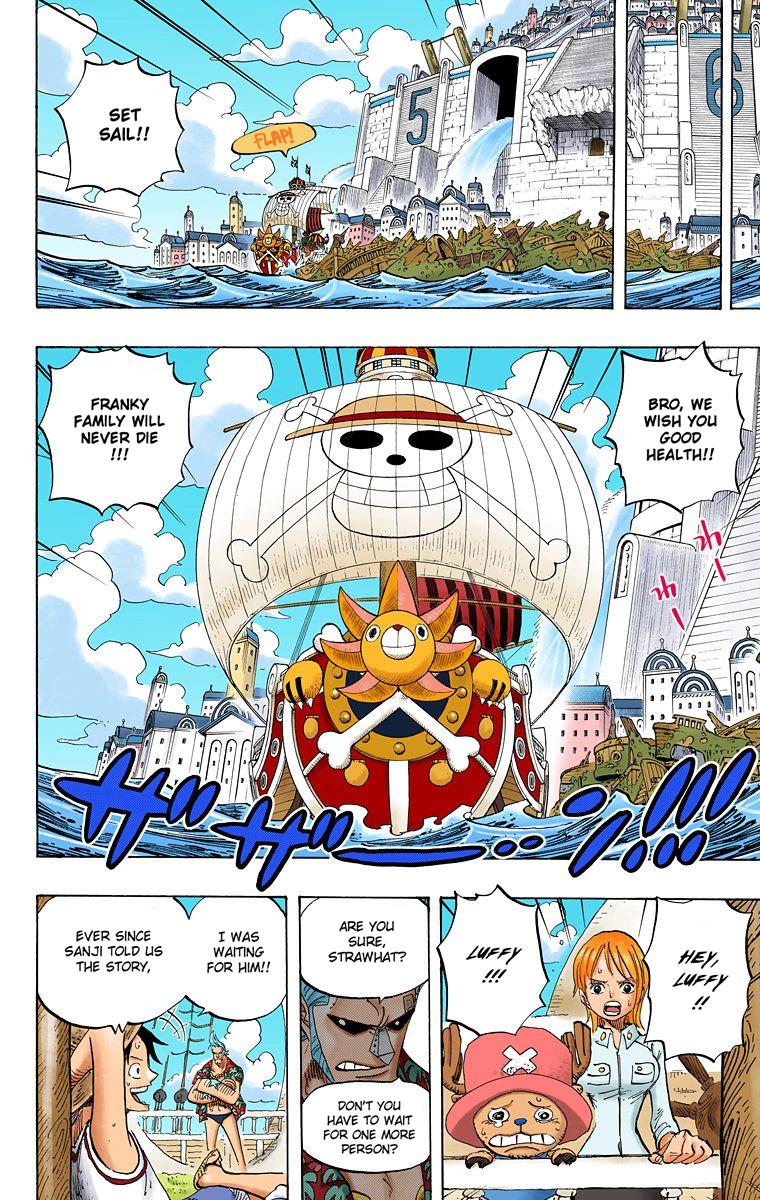 6
5
SET
SAIL!!
FLAP!
BRO, WE
WISH YOU
GOOD
HEALTH!!
FRANKY
FAMILY WILL
NEVER DIE
!!!
ザザーン!!!
HEY,
LUFFY
!!
LUFFY
!!!
ARE YOU
SURE,
STRAWHAT?
DON'T YOU
HAVE TO WAIT
FOR ONE MORE
PERSON?
I WAS
WAITING
FOR HIM!!
EVER SINCE
SANJI TOLD US
THE STORY,